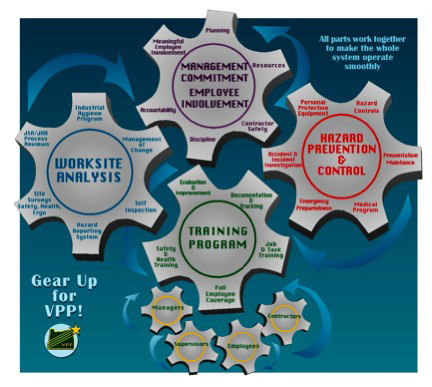 All parts work together
to make the whole
system operate
smoothly
Planning
Meaningful
Employee
Involvement
Resources
MANAGEMENT
COMMITMENT
EMPLOYEE
INVOLVEMENT
Accountability
Contractor
Safety
Discipline
Industrial
Hygiene
Program
JSA/JHA
Process
Reviews
Management
of
Change
WORKSITE
ANALYSIS
Site
Surveys
Safety, Health,
Ergo
Self
Inspection
Hazard
Reporting
System
Personal
Protective
Equipment
Hazard
Controls
Accident &
Incident
Investigation
HAZARD
PREVENTION
&
CONTROL
Preventative
Maintance
Emergency
Preparedness
Medical
Program
Evaluation
&
Improvement
Documentation
&
Tracking
TRAINING
PROGRAM
Safety
&
Health
Training
Job
& Task
Training
Full
Employee
Coverage
Gear Up
for
VPP!
VPP
Managers
Contractors
Supervisors
Employees